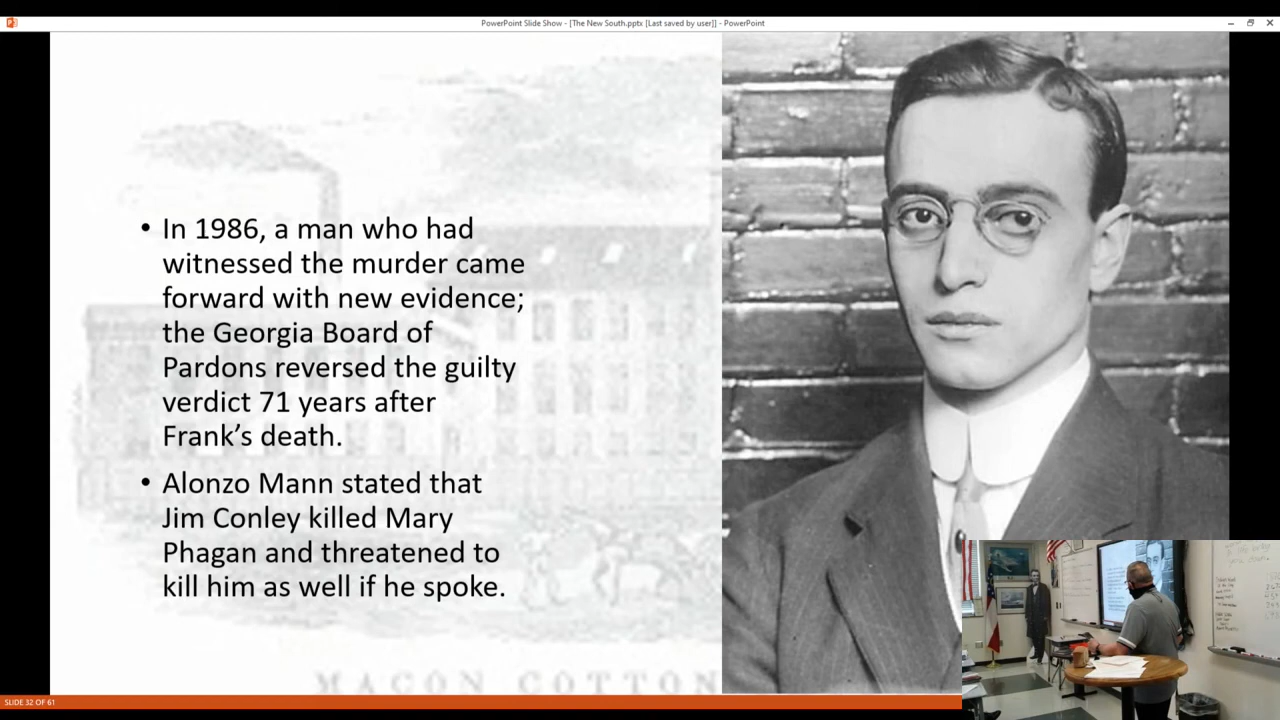 PowerPoint Slide Show - [The New South.pptx [Last saved by user]] - PowerPoint
• In 1986, a man who had
witnessed the murder came
forward with new evidence;
the Georgia Board of
Pardons reversed the guilty
verdict 71 years after
Frank’s death.
• Alonzo Mann stated that
Jim Conley killed Mary
Phagan and threatened to
kill him as well if he spoke.
MACON COTTON
SLIDE 32 OF 61